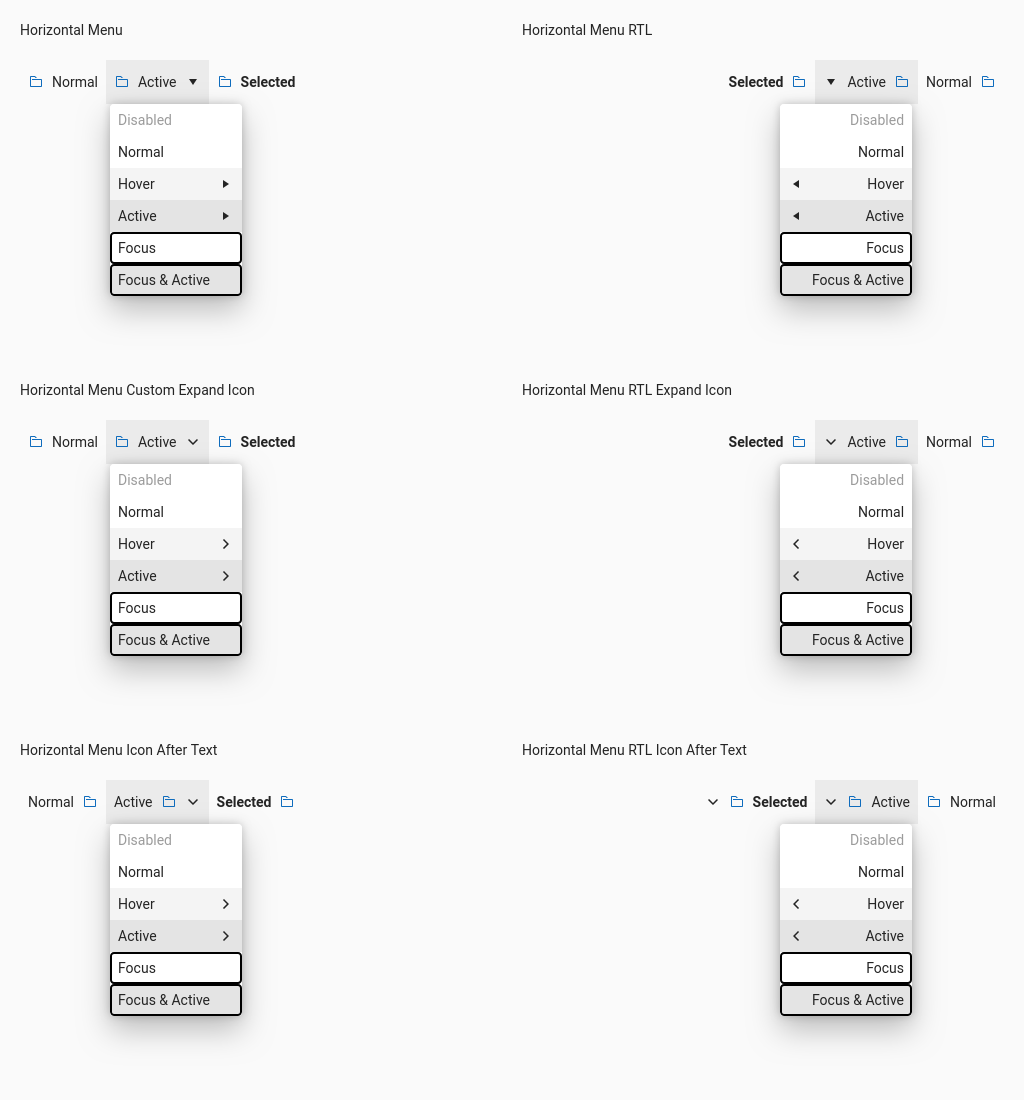 Horizontal Menu
Normal Active Selected
Disabled
Normal
Hover
Active
Focus
Focus & Active
Horizontal Menu RTL
Selected Active Normal
Disabled
Normal
Hover
Active
Focus
Focus & Active
Horizontal Menu Custom Expand Icon
Normal Active Selected
Disabled
Normal
Hover
Active
Focus
Focus & Active
Horizontal Menu RTL Expand Icon
Selected Active Normal
Disabled
Normal
Hover
Active
Focus
Focus & Active
Horizontal Menu Icon After Text
Normal Active Selected
Disabled
Normal
Hover
Active
Focus
Focus & Active
Horizontal Menu RTL Icon After Text
Selected Active Normal
Disabled
Normal
Hover
Active
Focus
Focus & Active